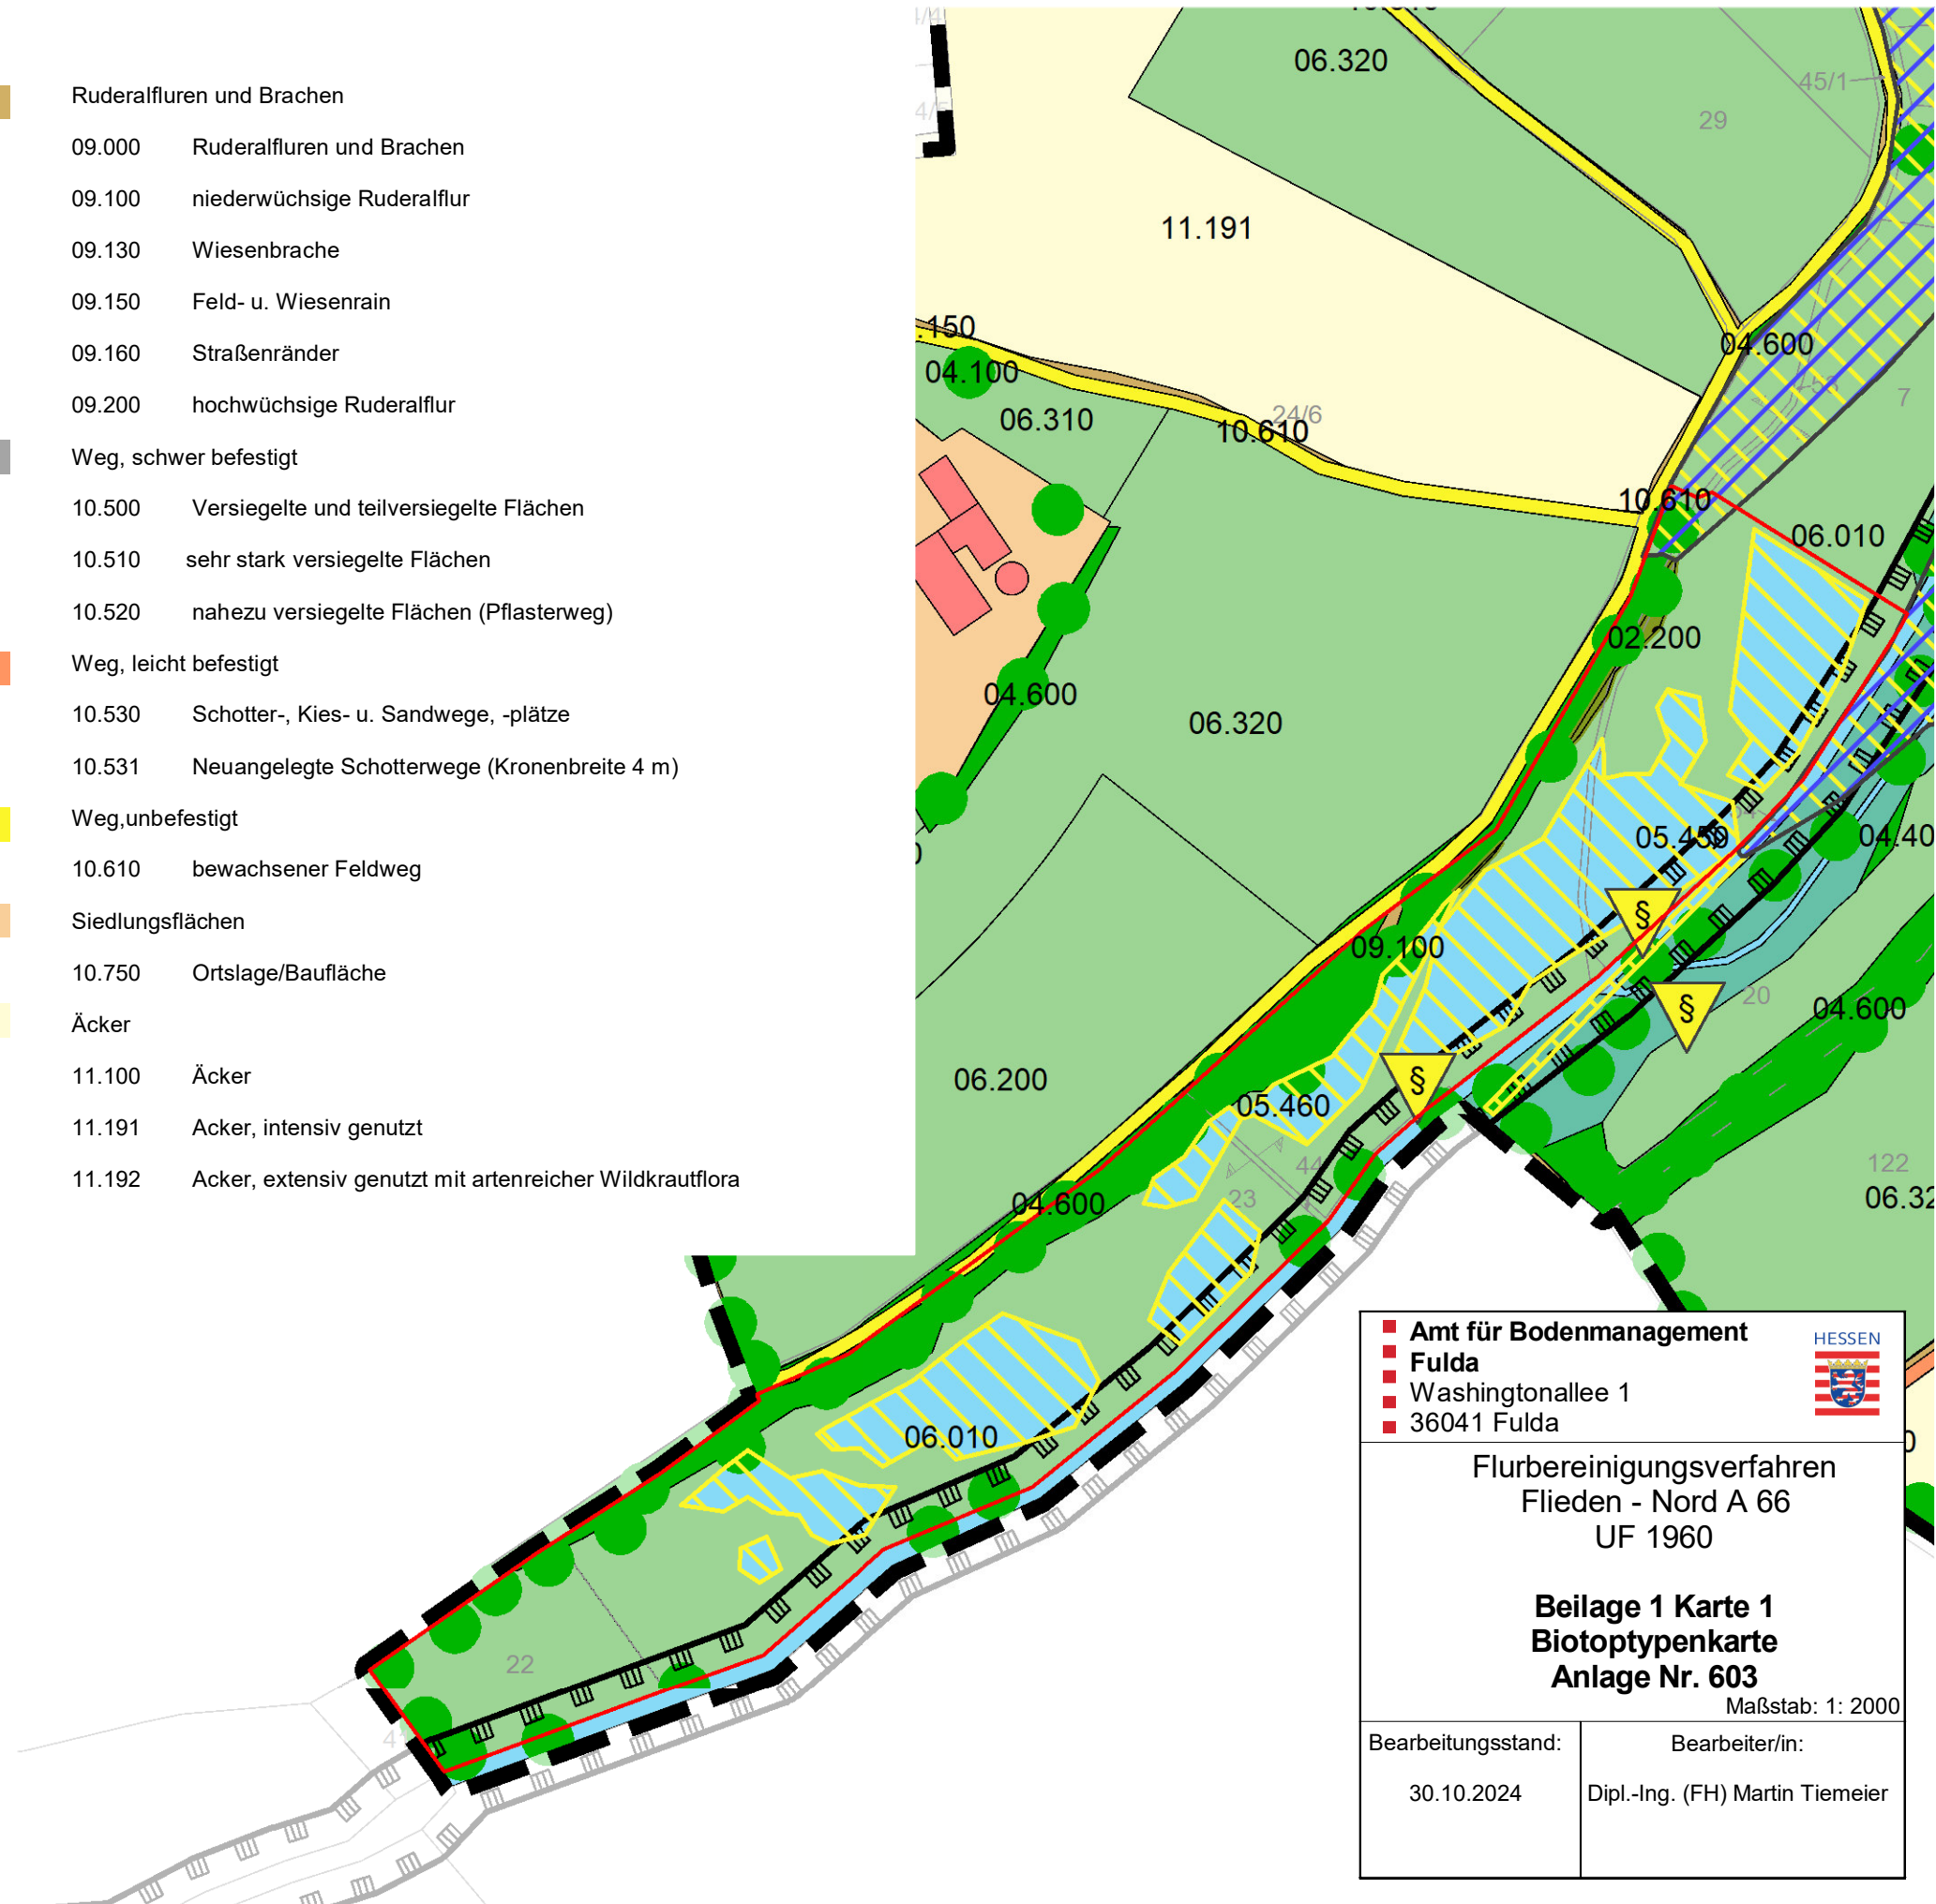 Ruderalfluren und Brachen
09.000 Ruderalfluren und Brachen
09.100 niederwüchsige Ruderalflur
09.130 Wiesenbrache
09.150 Feld- u. Wiesenrain
09.160 Straßenränder
09.200 hochwüchsige Ruderalflur
Weg, schwer befestigt
10.500 Versiegelte und teilversiegelte Flächen
10.510 sehr stark versiegelte Flächen
10.520 nahezu versiegelte Flächen (Pflasterweg)
Weg, leicht befestigt
10.530 Schotter-, Kies- u. Sandwege, -plätze
10.531 Neuangelegte Schotterwege (Kronenbreite 4 m)
Weg,unbefestigt
10.610 bewachsener Feldweg
Siedlungsflächen
10.750 Ortslage/Baufläche
Äcker
11.100 Äcker
11.191 Acker, intensiv genutzt
11.192 Acker, extensiv genutzt mit artenreicher Wildkrautflora
06.320
45/1
29
11.191
.150
04.100
06.310
24/6
10.610
04.600
7
10.610
06.010
02.200
04.600
06.320
05.450
04.40
§
09.100
§
20
04.600
§
06.200
05.460
44
23
122
06.32
04.600
06.010
22
41
Amt für Bodenmanagement
Fulda
Washingtonallee 1
36041 Fulda
HESSEN
Flurbereinigungsverfahren
Flieden - Nord A 66
UF 1960
Beilage 1 Karte 1
Biotoptypenkarte
Anlage Nr. 603
Maßstab: 1: 2000
Bearbeitungsstand:
30.10.2024
Bearbeiter/in:
Dipl.-Ing. (FH) Martin Tiemeier